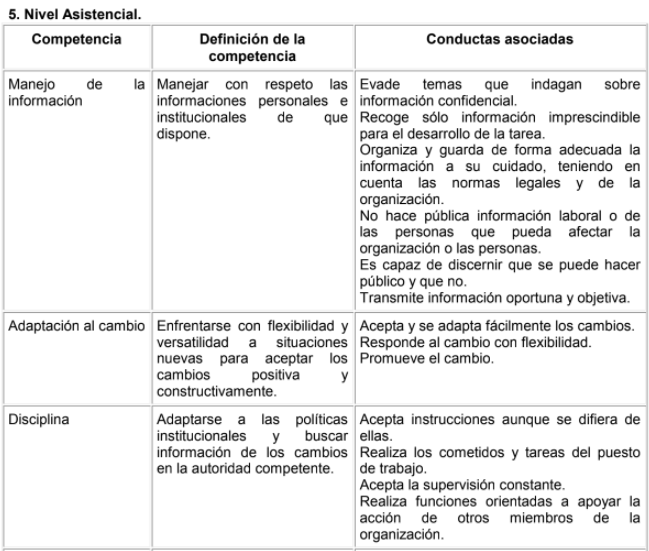 5. Nivel Asistencial.
Competencia
Definición de la
competencia
Conductas asociadas
Manejo de la
información
Manejar con respeto las
informaciones personales e
institucionales de que
dispone.
Evade temas que indagan sobre
información confidencial.
Recoge sólo información imprescindible
para el desarrollo de la tarea.
Organiza y guarda de forma adecuada la
información a su cuidado, teniendo en
cuenta las normas legales y de la
organización.
No hace pública información laboral o de
las personas que pueda afectar la
organización o las personas.
Es capaz de discernir que se puede hacer
público y que no.
Transmite información oportuna y objetiva.
Adaptación al cambio
Enfrentarse con flexibilidad y
versatilidad a situaciones
nuevas para aceptar los
cambios positiva y
constructivamente.
Acepta y se adapta fácilmente los cambios.
Responde al cambio con flexibilidad.
Promueve el cambio.
Disciplina
Adaptarse a las políticas
institucionales y buscar
información de los cambios
en la autoridad competente.
Acepta instrucciones aunque se difiera de
ellas.
Realiza los cometidos y tareas del puesto
de trabajo.
Acepta la supervisión constante.
Realiza funciones orientadas a apoyar la
acción de otros miembros de la
organización.